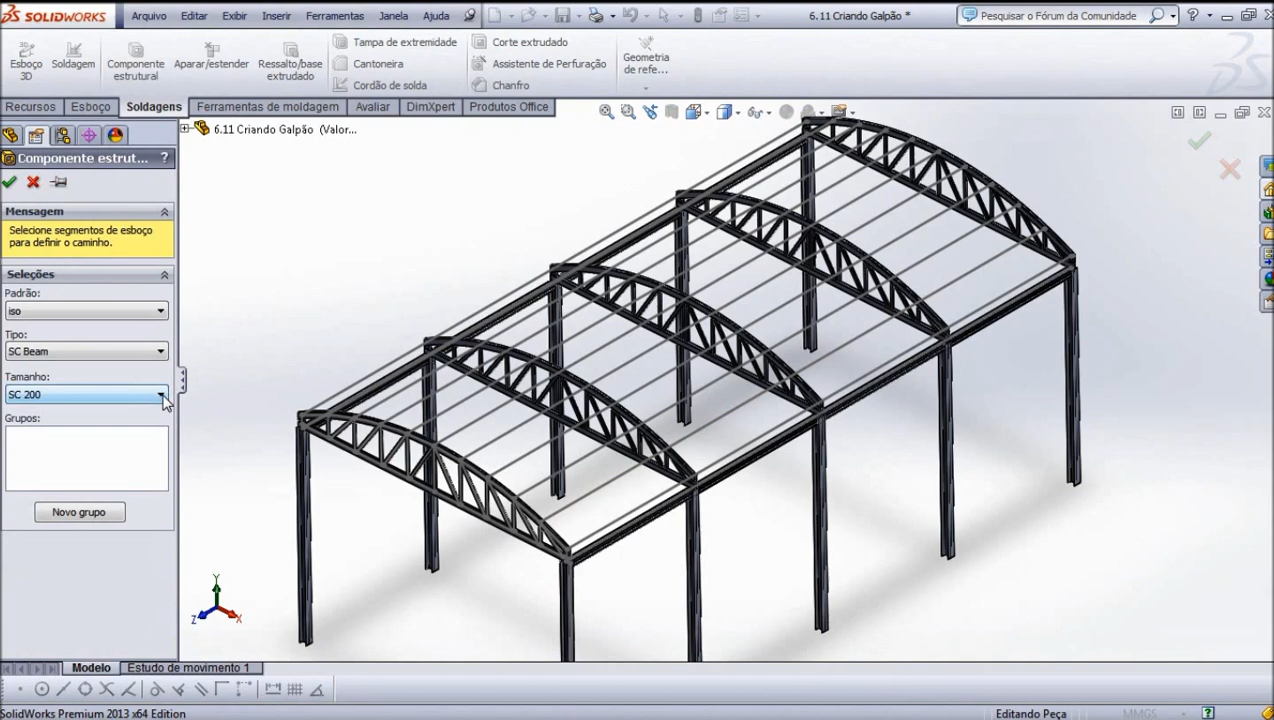 SOLIDWORKS
Arquivo Editar Exibir Inserir Ferramentas Janela Ajuda
6.11 Criando Galpão *
Pesquisar o Fórum da Comunidade
Esboço
3D
Soldagem
Componente
estrutural
Aparar/estender
Ressalto/base
extrudado
Tampa de extremidade
Cantoneira
Cordão de solda
Corte extrudado
Assistente de Perfuração
Chanfro
Geometria
de refe...
Recursos Esboço Soldagens Ferramentas de moldagem Avaliar DimXpert Produtos Office
6.11 Criando Galpão (Valor...
Componente estrut... ?
Mensagem
Selecione segmentos de esboço
para definir o caminho.
Seleções
Padrão:
iso
Tipo:
SC Beam
Tamanho:
SC 200
Grupos:
Novo grupo
Y
Z
X
Modelo Estudo de movimento 1
SolidWorks Premium 2013 x64 Edition
Editando Peça
MMGS